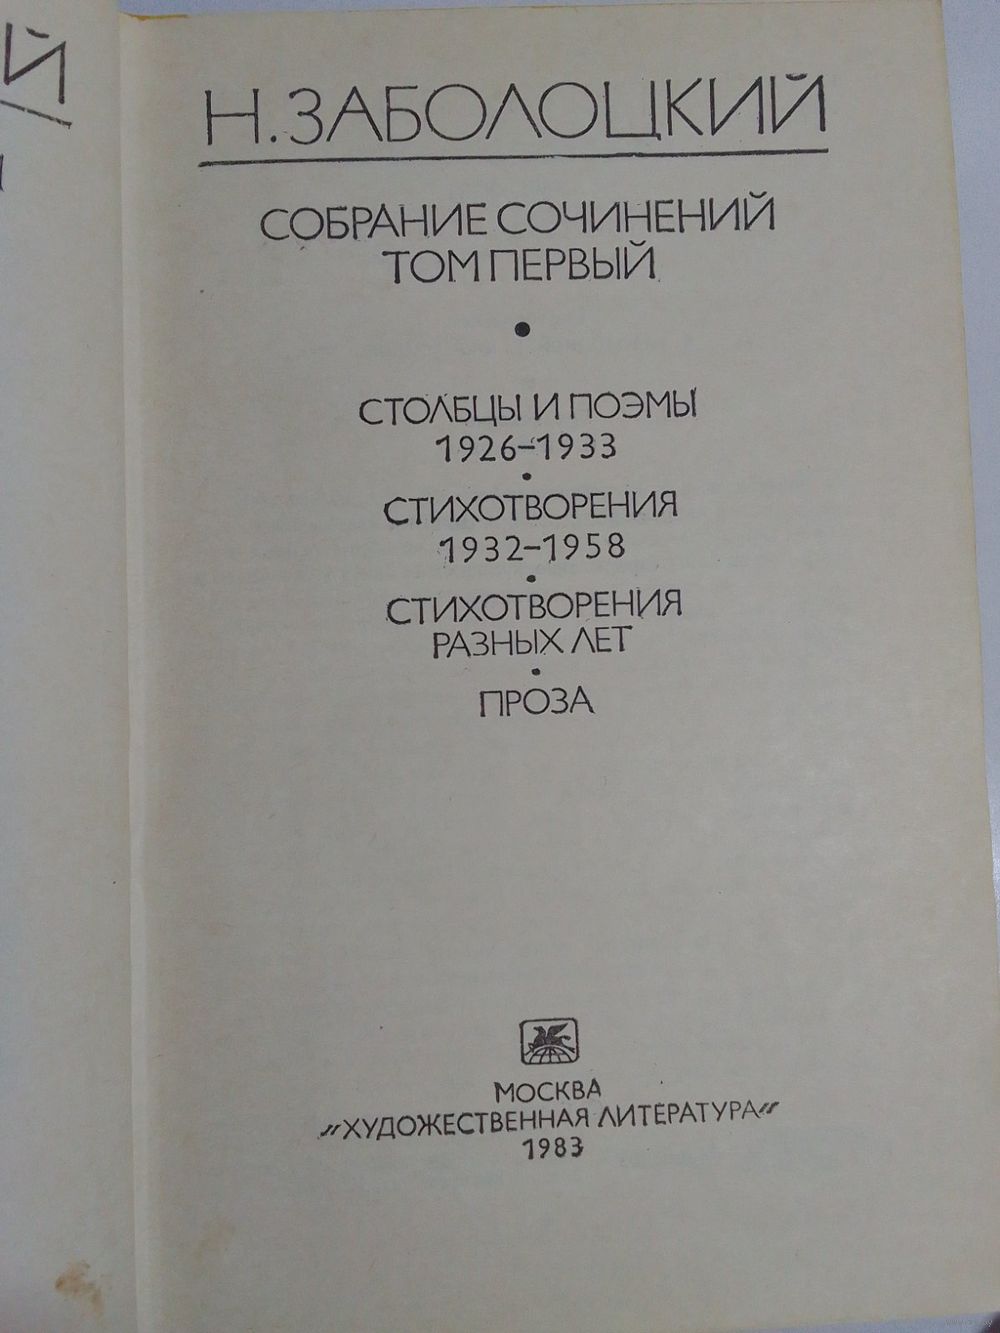 Й
Н. ЗАБОЛОЦКИЙ
СОБРАНИЕ СОЧИНЕНИЙ
ТОМ ПЕРВЫЙ
•
СТОЛБЦЫ И ПОЭМЫ
1926–1933
•
СТИХОТВОРЕНИЯ
1932–1958
•
СТИХОТВОРЕНИЯ
РАЗНЫХ ЛЕТ
•
ПРОЗА
МОСКВА
"ХУДОЖЕСТВЕННАЯ ЛИТЕРАТУРА"
1983